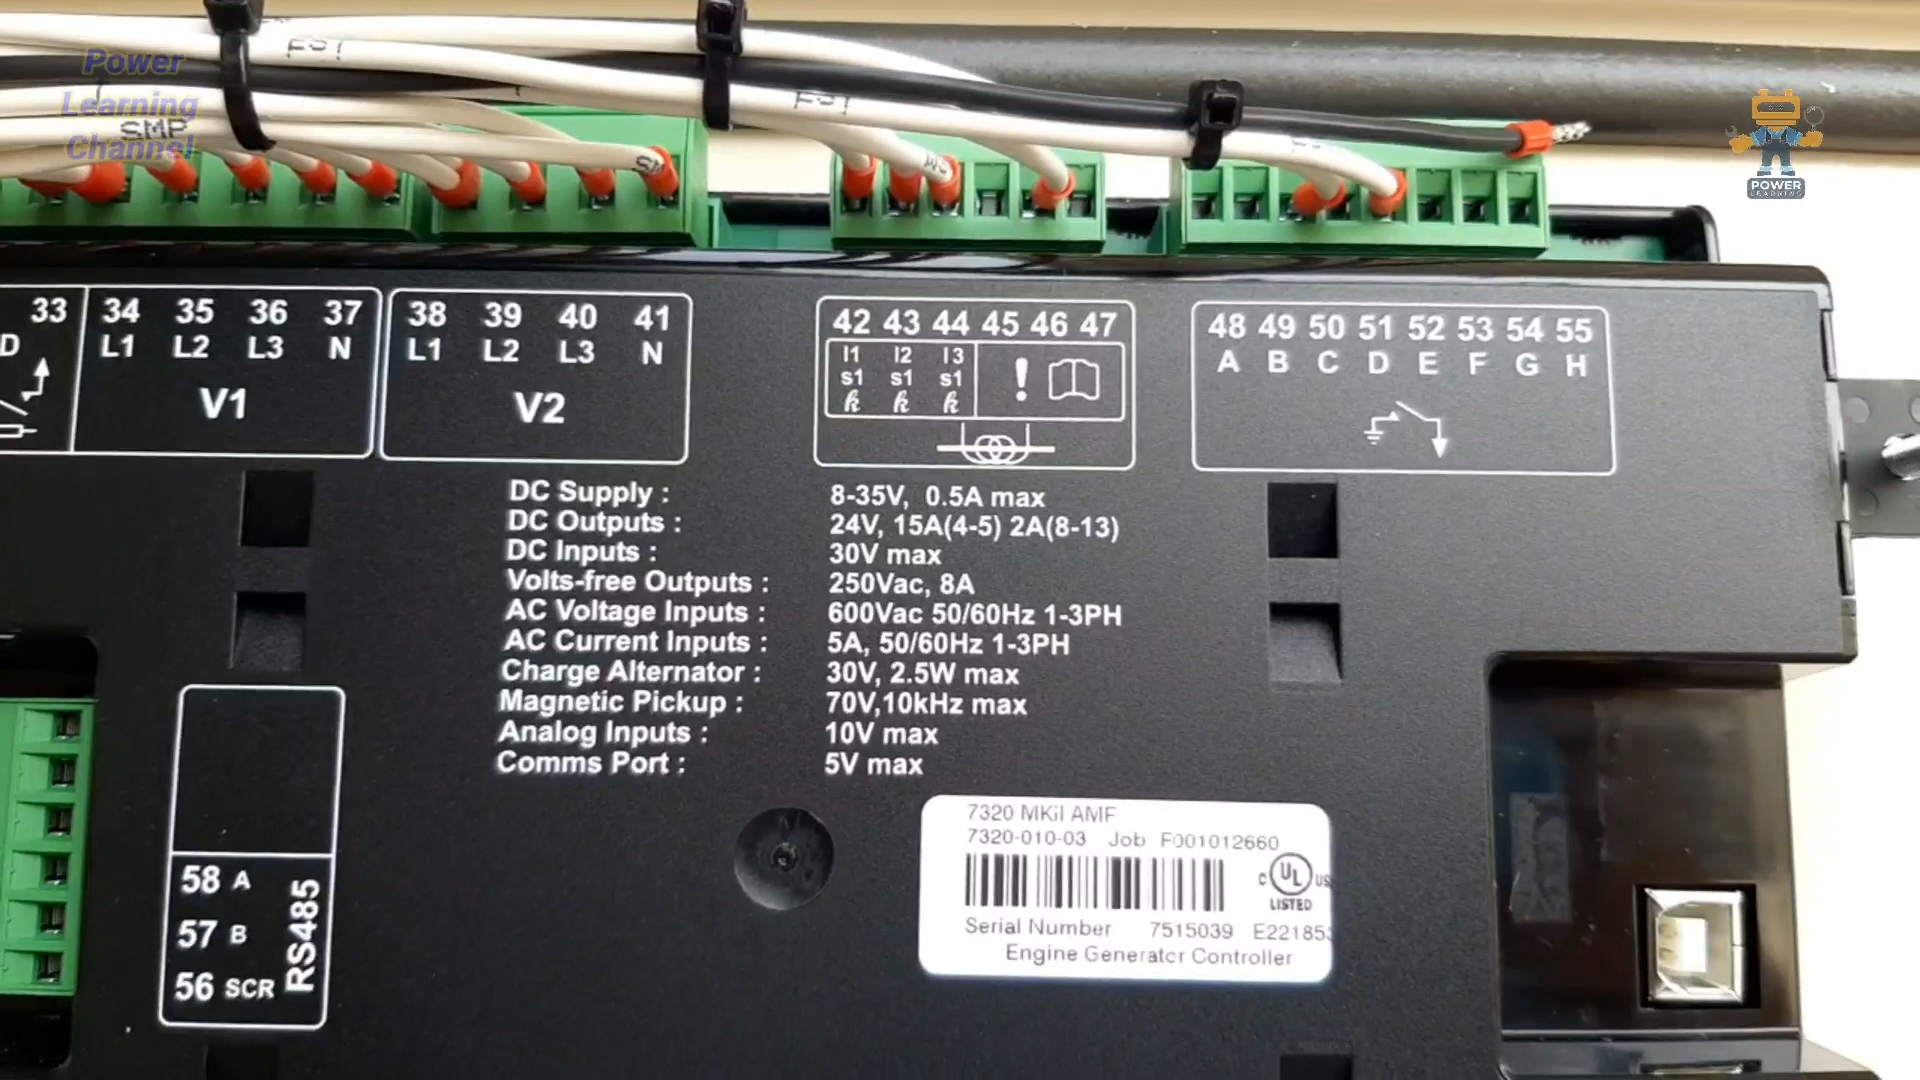 Power
Learning
Channel
SMP
POWER
LEARNING
33 34 35 36 37 38 39 40 41 42 43 44 45 46 47 48 49 50 51 52 53 54 55
D L1 L2 L3 N L1 L2 L3 N I1 I2 I3 A B C D E F G H
s1 s1 s1 !
k k k
V1 V2
DC Supply : 8-35V, 0.5A max
DC Outputs : 24V, 15A(4-5) 2A(8-13)
DC Inputs : 30V max
Volts-free Outputs : 250Vac, 8A
AC Voltage Inputs : 600Vac 50/60Hz 1-3PH
AC Current Inputs : 5A, 50/60Hz 1-3PH
Charge Alternator : 30V, 2.5W max
Magnetic Pickup : 70V,10kHz max
Analog Inputs : 10V max
Comms Port : 5V max
58 A
57 B
56 SCR
RS485
7320 MKiI AMF
7320-010-03 Job F001012660
C UL US
LISTED
Serial Number 7515039 E22185
Engine Generator Controller